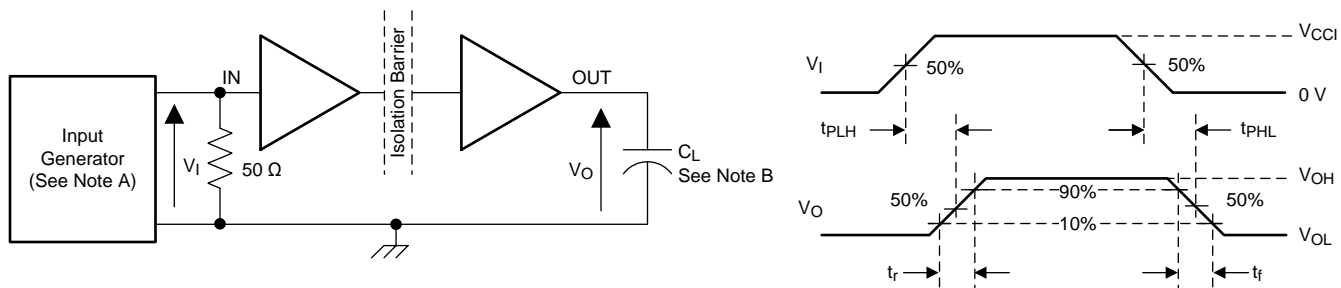 Input
Generator
(See Note A)
V_I
IN
50 Ω
Isolation Barrier
OUT
V_O
C_L
See Note B
V_I
50%
50%
V_CCI
0 V
t_PLH
t_PHL
V_O
50%
90%
10%
50%
V_OH
V_OL
t_r
t_f